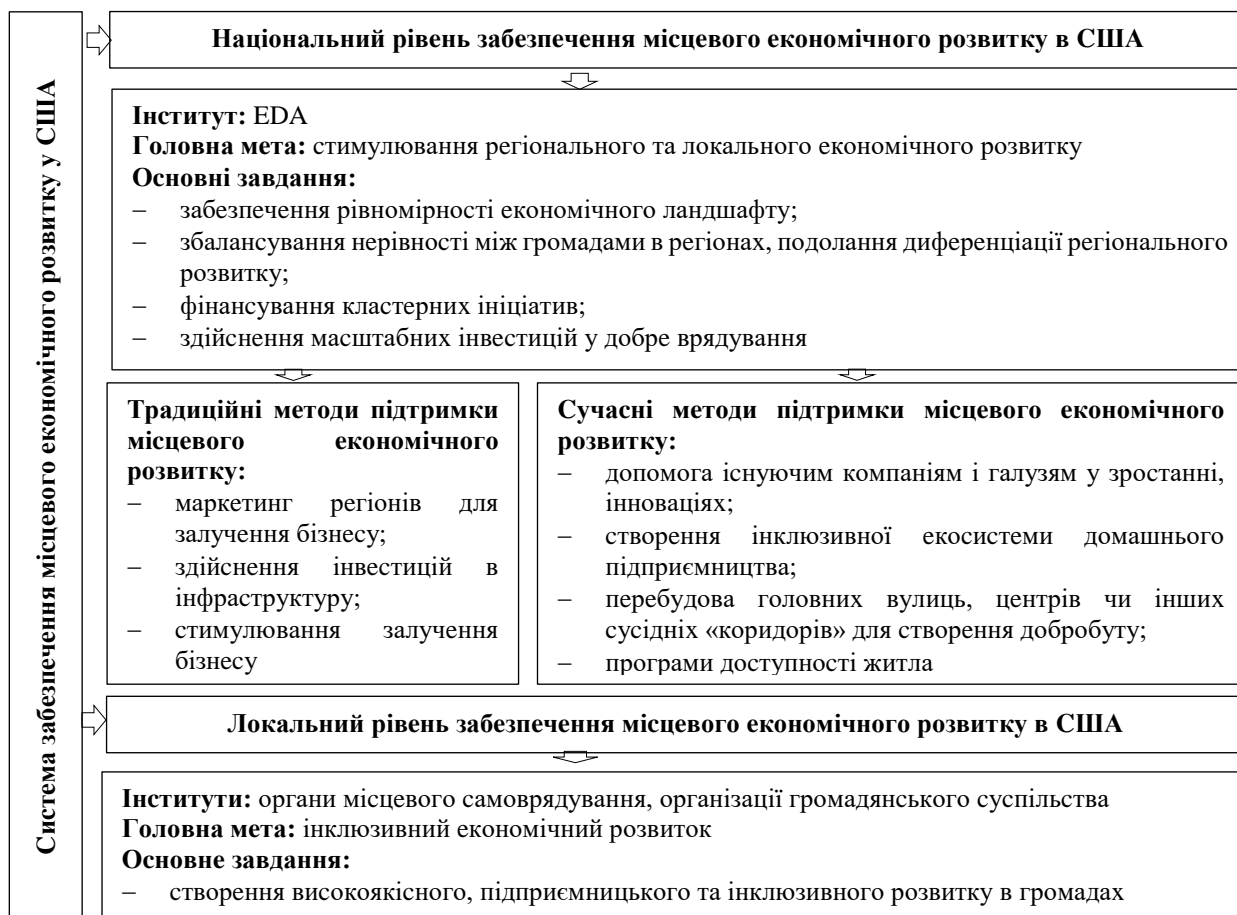 Система забезпечення місцевого економічного розвитку у США
Національний рівень забезпечення місцевого економічного розвитку в США
Інститут: EDA
Головна мета: стимулювання регіонального та локального економічного розвитку
Основні завдання:
– забезпечення рівномірності економічного ландшафту;
– збалансування нерівності між громадами в регіонах, подолання диференціації регіонального
розвитку;
– фінансування кластерних ініціатив;
– здійснення масштабних інвестицій у добре врядування
Традиційні методи підтримки
місцевого економічного
розвитку:
– маркетинг регіонів для
залучення бізнесу;
– здійснення інвестицій в
інфраструктуру;
– стимулювання залучення
бізнесу
Сучасні методи підтримки місцевого економічного
розвитку:
– допомога існуючим компаніям і галузям у зростанні,
інноваціях;
– створення інклюзивної екосистеми домашнього
підприємництва;
– перебудова головних вулиць, центрів чи інших
сусідніх «коридорів» для створення добробуту;
– програми доступності житла
Локальний рівень забезпечення місцевого економічного розвитку в США
Інститути: органи місцевого самоврядування, організації громадянського суспільства
Головна мета: інклюзивний економічний розвиток
Основне завдання:
– створення високоякісного, підприємницького та інклюзивного розвитку в громадах